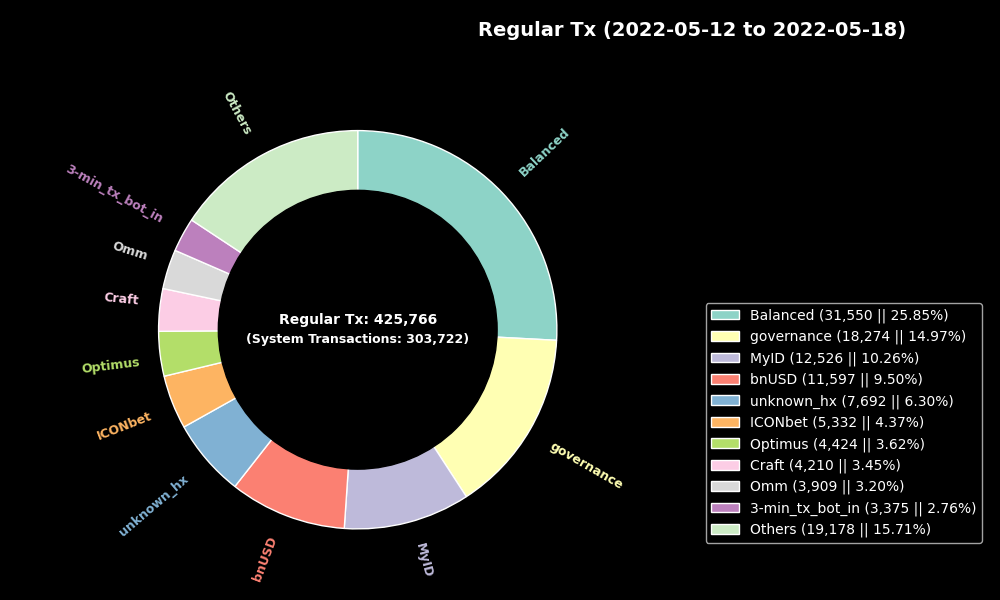 Regular Tx (2022-05-12 to 2022-05-18)
Others
Balanced
3-min_tx_bot_in
Omm
Craft
Optimus
ICONbet
unknown_hx
bnUSD
MyID
governance
Regular Tx: 425,766
(System Transactions: 303,722)
Balanced (31,550 || 25.85%)
governance (18,274 || 14.97%)
MyID (12,526 || 10.26%)
bnUSD (11,597 || 9.50%)
unknown_hx (7,692 || 6.30%)
ICONbet (5,332 || 4.37%)
Optimus (4,424 || 3.62%)
Craft (4,210 || 3.45%)
Omm (3,909 || 3.20%)
3-min_tx_bot_in (3,375 || 2.76%)
Others (19,178 || 15.71%)